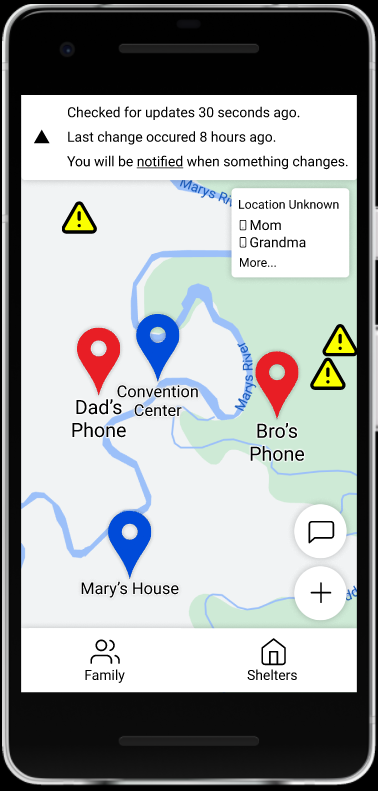 Checked for updates 30 seconds ago.
Last change occured 8 hours ago.
You will be notified when something changes.
Marys Riv
Location Unknown
Mom
Grandma
More...
Marys River
Convention
Center
Dad's
Phone
Bro's
Phone
Mary's House
Family
Shelters